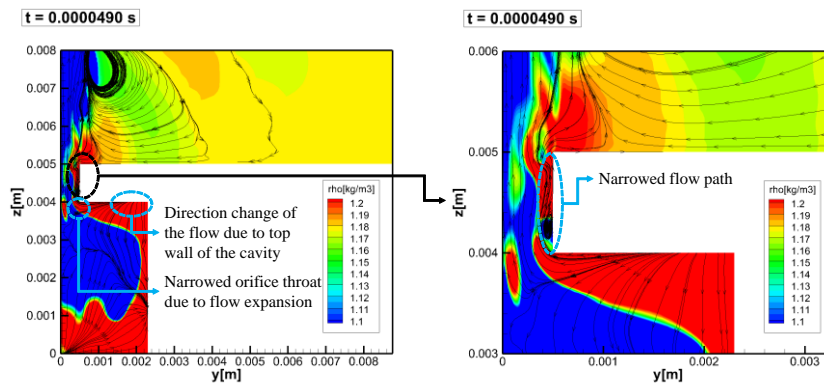 t = 0.0000490 s
0.008
0.007
0.006
0.005
0.004
0.003
0.002
0.001
0
z[m]
0 0.001 0.002 0.003 0.004 0.005 0.006 0.007 0.008
y[m]
rho[kg/m3]
1.2
1.19
1.18
1.17
1.16
1.15
1.14
1.13
1.12
1.11
1.1
Direction change of
the flow due to top
wall of the cavity
Narrowed orifice throat
due to flow expansion
t = 0.0000490 s
0.006
0.005
0.004
0.003
z[m]
0 0.001 0.002 0.003
y[m]
Narrowed flow path
rho[kg/m3]
1.2
1.19
1.18
1.17
1.16
1.15
1.14
1.13
1.12
1.11
1.1